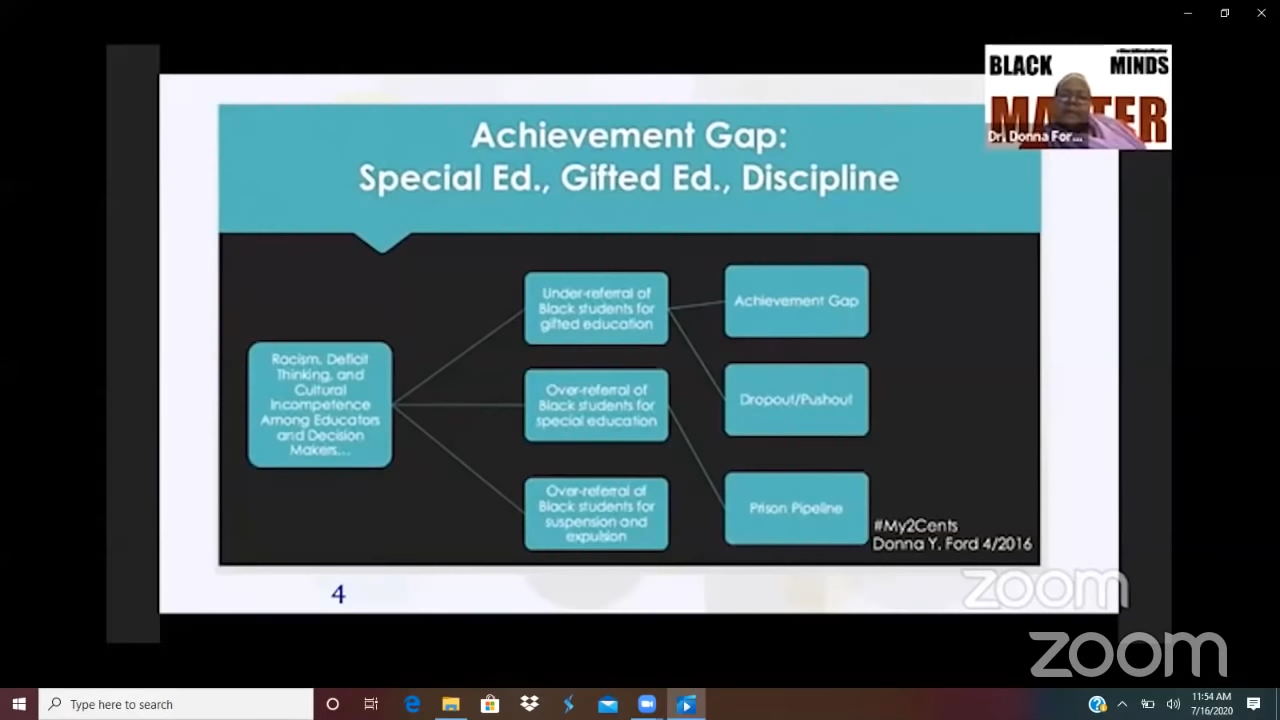 BLACK MINDS
MATTER
Dr. Donna For...
Achievement Gap:
Special Ed., Gifted Ed., Discipline
Racism, Deficit
Thinking, and
Cultural
Incompetence
Among Educators
and Decision
Makers...
Under-referral of
Black students for
gifted education
Over-referral of
Black students for
special education
Over-referral of
Black students for
suspension and
expulsion
Achievement Gap
Dropout/Pushout
Prison Pipeline
#My2Cents
Donna Y. Ford 4/2016
4
zoom
zoom
Type here to search
11:54 AM
7/16/2020